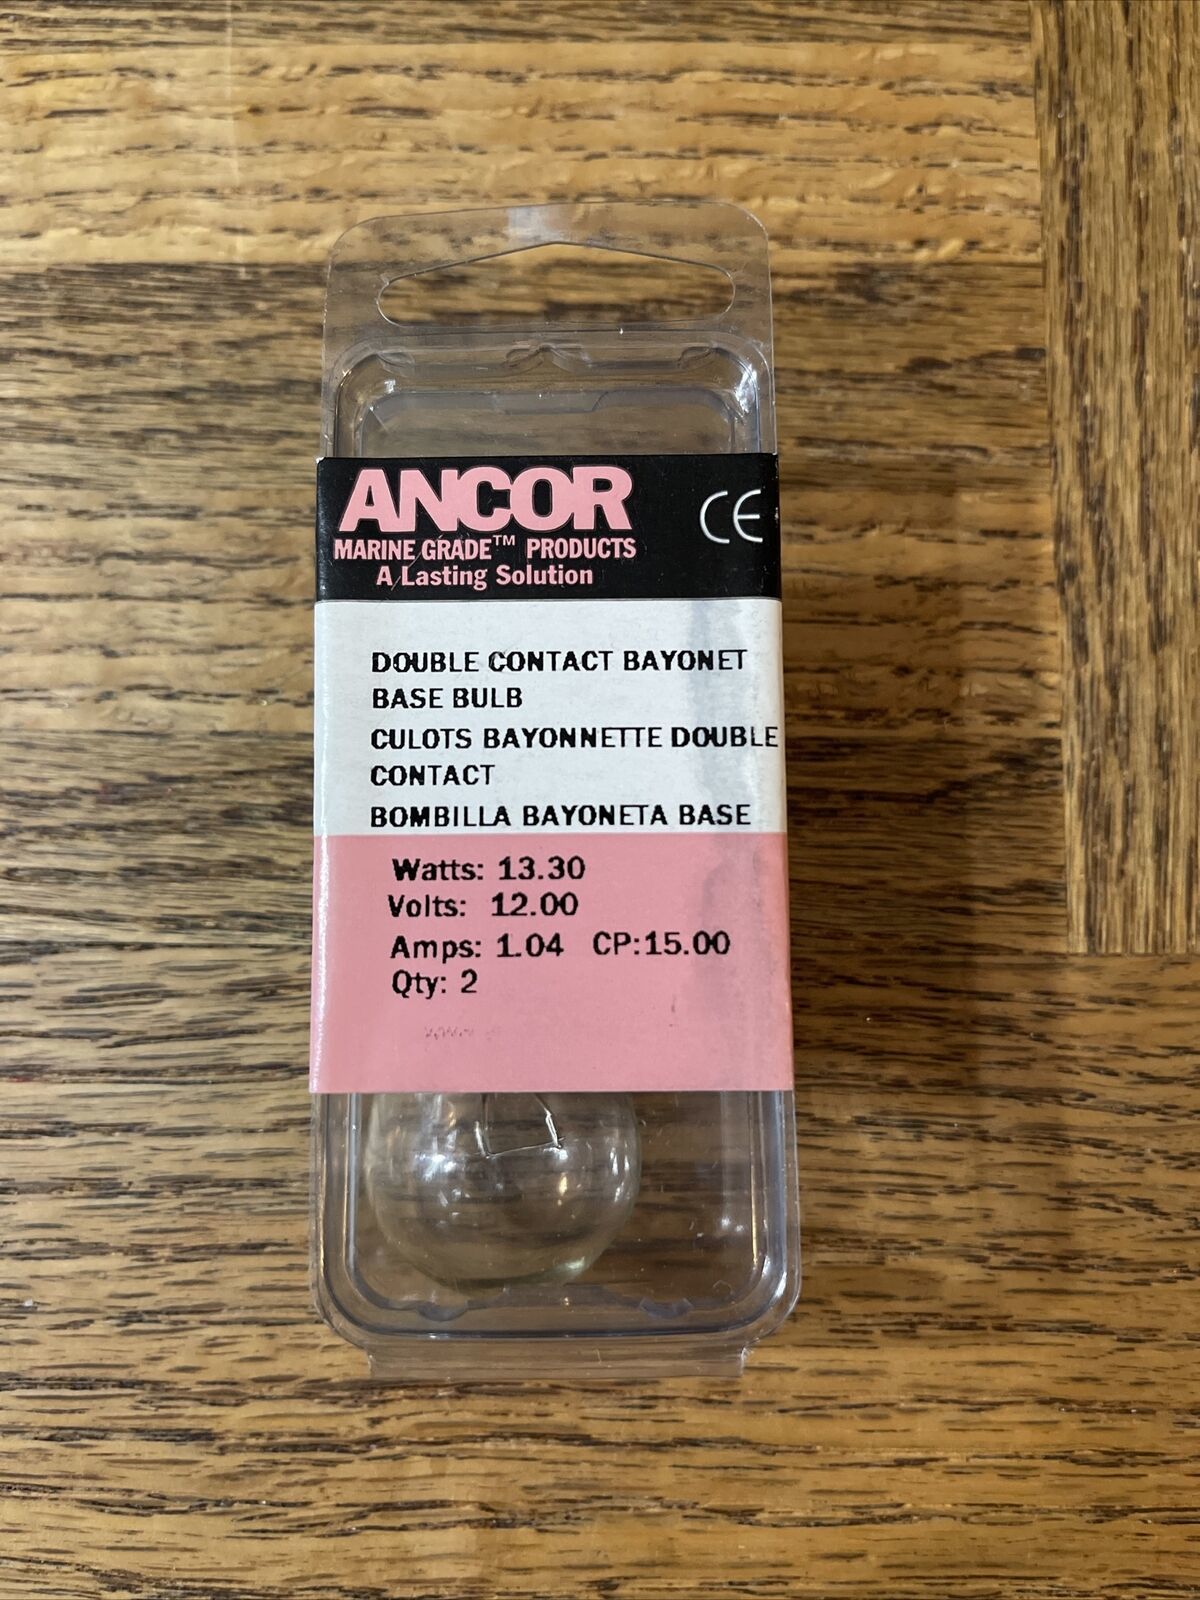 ANCOR
CE
MARINE GRADE™ PRODUCTS
A Lasting Solution
DOUBLE CONTACT BAYONET
BASE BULB
CULOTS BAYONNETTE DOUBLE
CONTACT
BOMBILLA BAYONETA BASE
Watts: 13.30
Volts: 12.00
Amps: 1.04 CP:15.00
Qty: 2